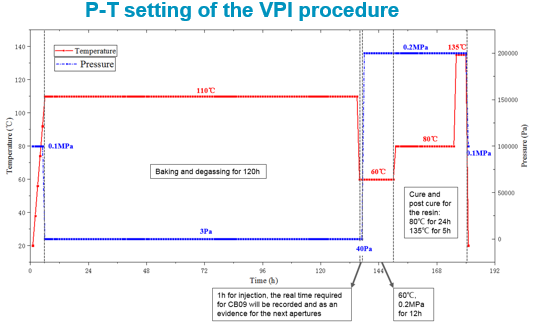 P-T setting of the VPI procedure
Temperature
Pressure
140
120
100
80
60
40
20
Temperature (℃)
200000
150000
100000
50000
0
Pressure (Pa)
0.1MPa
110℃
Baking and degassing for 120h
3Pa
60℃
40Pa
0.2MPa
135℃
80℃
0.1MPa
Cure and
post cure for
the resin:
80℃ for 24h
135℃ for 5h
0
24
48
72
96
120
144
168
192
Time (h)
1h for injection, the real time required
for CB09 will be recorded and as an
evidence for the next apertures
60℃,
0.2MPa
for 12h